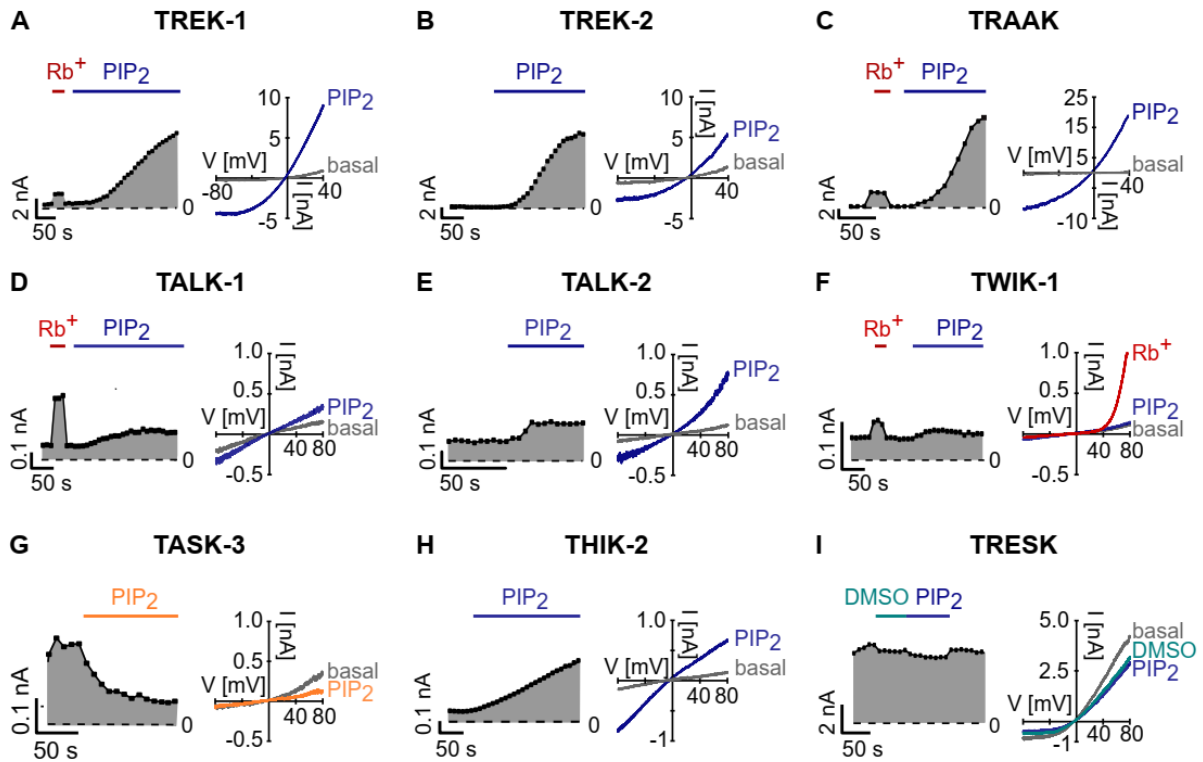 A TREK-1
Rb+ PIP2
2 nA
50 s
0
10
5
-5
V [mV]
-80
40
I [nA]
PIP2
basal
B TREK-2
PIP2
2 nA
50 s
0
10
5
-5
I [nA]
V [mV]
40
PIP2
basal
C TRAAK
Rb+ PIP2
2 nA
50 s
0
25
15
5
-10
V [mV]
40
I [nA]
PIP2
basal
D TALK-1
Rb+ PIP2
0.1 nA
50 s
0
1.0
0.5
-0.5
I [nA]
V [mV]
40 80
PIP2
basal
E TALK-2
PIP2
0.1 nA
50 s
0
1.0
0.5
-0.5
I [nA]
V [mV]
40 80
PIP2
basal
F TWIK-1
Rb+ PIP2
0.1 nA
50 s
0
1.0
0.5
-0.5
I [nA]
V [mV]
40 80
Rb+
PIP2
basal
G TASK-3
PIP2
0.1 nA
50 s
0
1.0
0.5
-0.5
I [nA]
V [mV]
40 80
basal
PIP2
H THIK-2
PIP2
0.1 nA
50 s
0
1.0
0.5
-1
I [nA]
V [mV]
40 80
PIP2
basal
I TRESK
DMSO PIP2
2 nA
50 s
0
5.0
2.5
-1
I [nA]
V [mV]
40 80
basal
DMSO
PIP2